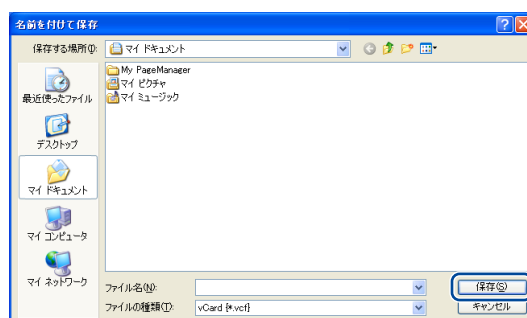 名前を付けて保存
保存する場所(I):
マイ ドキュメント
My PageManager
マイ ピクチャ
マイ ミュージック
最近使ったファイル
デスクトップ
マイ ドキュメント
マイ コンピュータ
マイ ネットワーク
ファイル名(N):
保存(S)
ファイルの種類(T):
vCard (*.vcf)
キャンセル